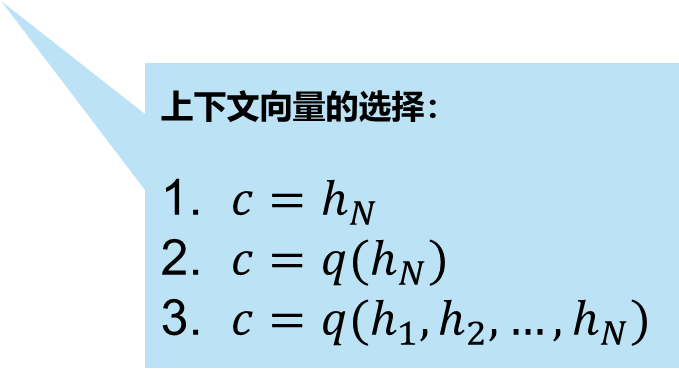 上下文向量的选择：
1. c = h_N
2. c = q(h_N)
3. c = q(h_1, h_2, ..., h_N)